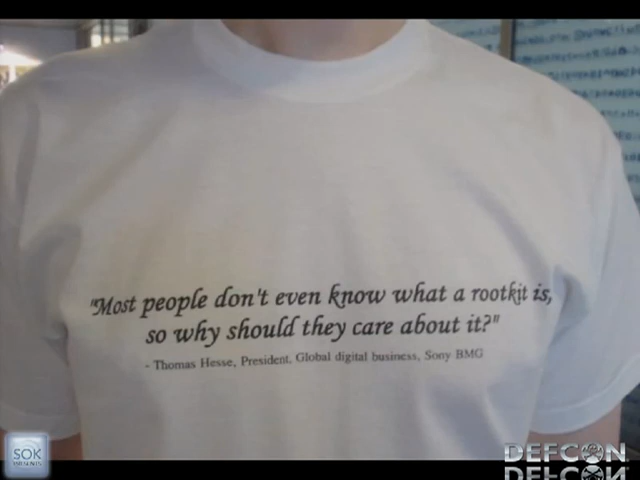 "Most people don't even know what a rootkit is,
so why should they care about it?"
- Thomas Hesse, President. Global digital business, Sony BMG
SOK
DEFCON